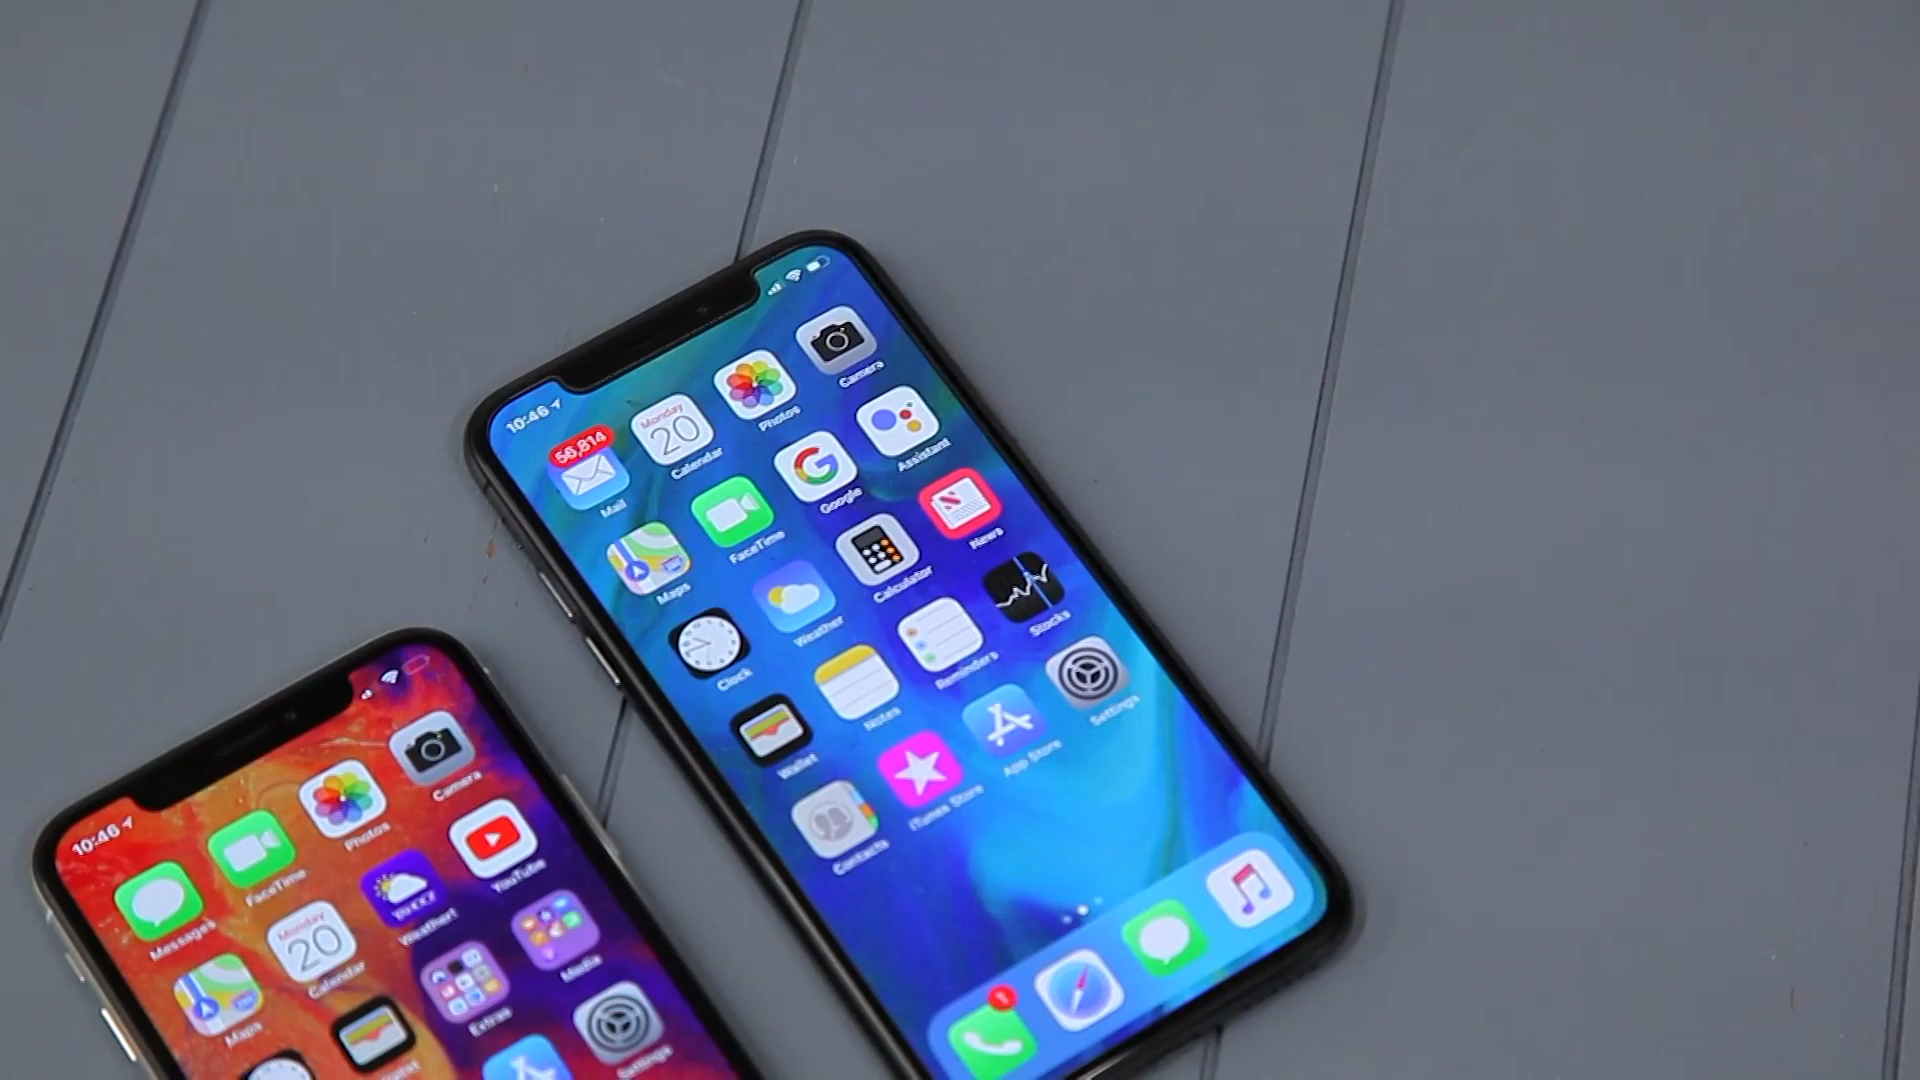 10:46
56,814
Mail
Monday
20
Calendar
Photos
Camera
Maps
FaceTime
Google
Assistant
Clock
Weather
Calculator
News
Wallet
Notes
Reminders
Stocks
Contacts
iTunes Store
App Store
Settings
1
10:46
Messages
FaceTime
Photos
Camera
Maps
Monday
20
Calendar
YAHOO!
Weather!
YouTube
Extras
Media
Settings